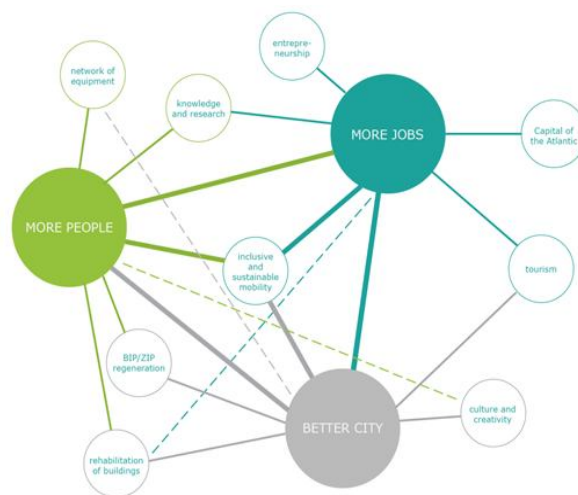 entrepre-
neurship
network of
equipment
knowledge
and research
MORE JOBS
Capital of
the Atlantic
MORE PEOPLE
inclusive
and
sustainable
mobility
tourism
BIP/ZIP
regeneration
culture and
creativity
BETTER CITY
rehabilitation
of buildings